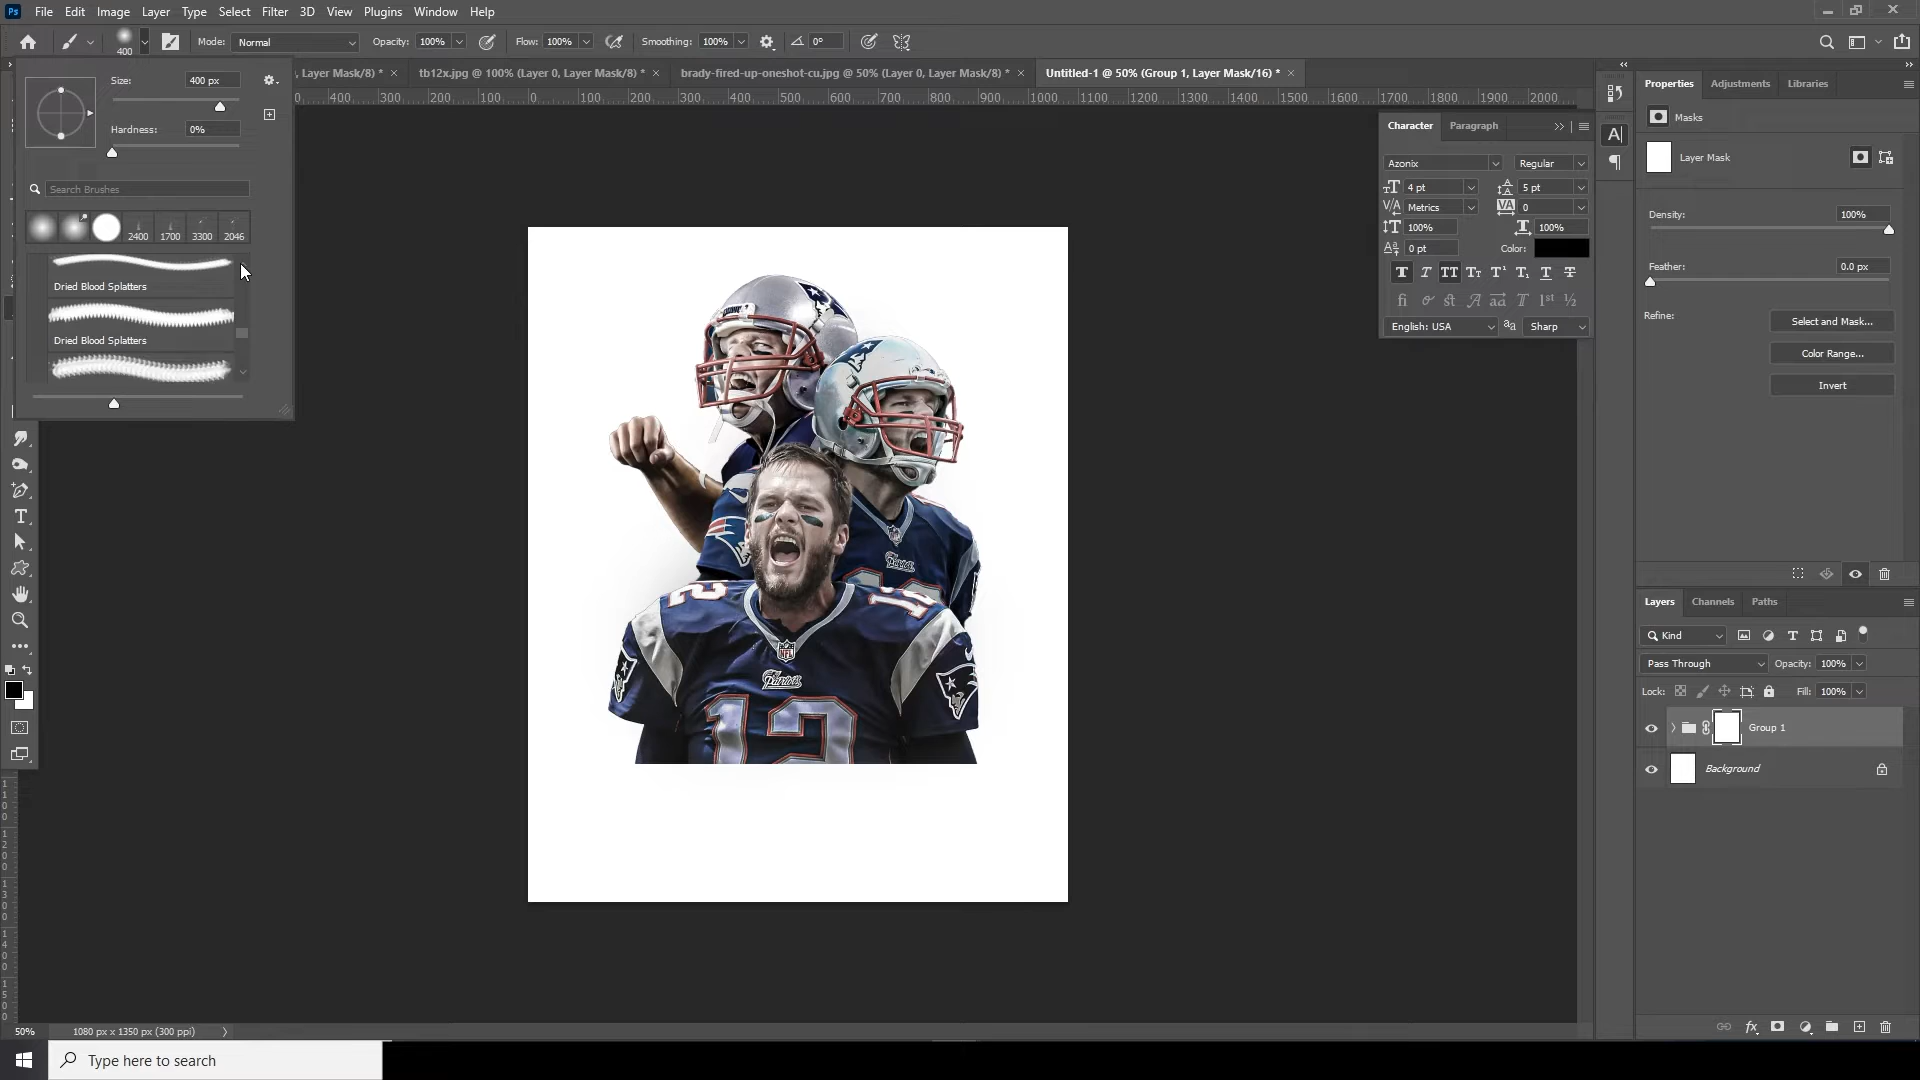 Ps File Edit Image Layer Type Select Filter 3D View Plugins Window Help
400 Mode: Normal Opacity: 100% Flow: 100% Smoothing: 100% 0°
, Layer Mask/8) * tb12x.jpg @ 100% (Layer 0, Layer Mask/8) * brady-fired-up-oneshot-cu.jpg @ 50% (Layer 0, Layer Mask/8) * Untitled-1 @ 50% (Group 1, Layer Mask/16) *
400 300 200 100 0 100 200 300 400 500 600 700 800 900 1000 1100 1200 1300 1400 1500 1600 1700 1800 1900 2000
Size: 400 px
Hardness: 0%
Search Brushes
2400 1700 3300 2046
Dried Blood Splatters
Dried Blood Splatters
Character Paragraph
Azonix Regular
4 pt 5 pt
Metrics 0
100% 100%
0 pt Color:
English: USA Sharp
Properties Adjustments Libraries
Masks
Layer Mask
Density: 100%
Feather: 0.0 px
Refine: Select and Mask...
Color Range...
Invert
Layers Channels Paths
Kind
Pass Through Opacity: 100%
Lock: Fill: 100%
Group 1
Background
12 12
NFL
Patriots
12
50% 1080 px x 1350 px (300 ppi)
Type here to search